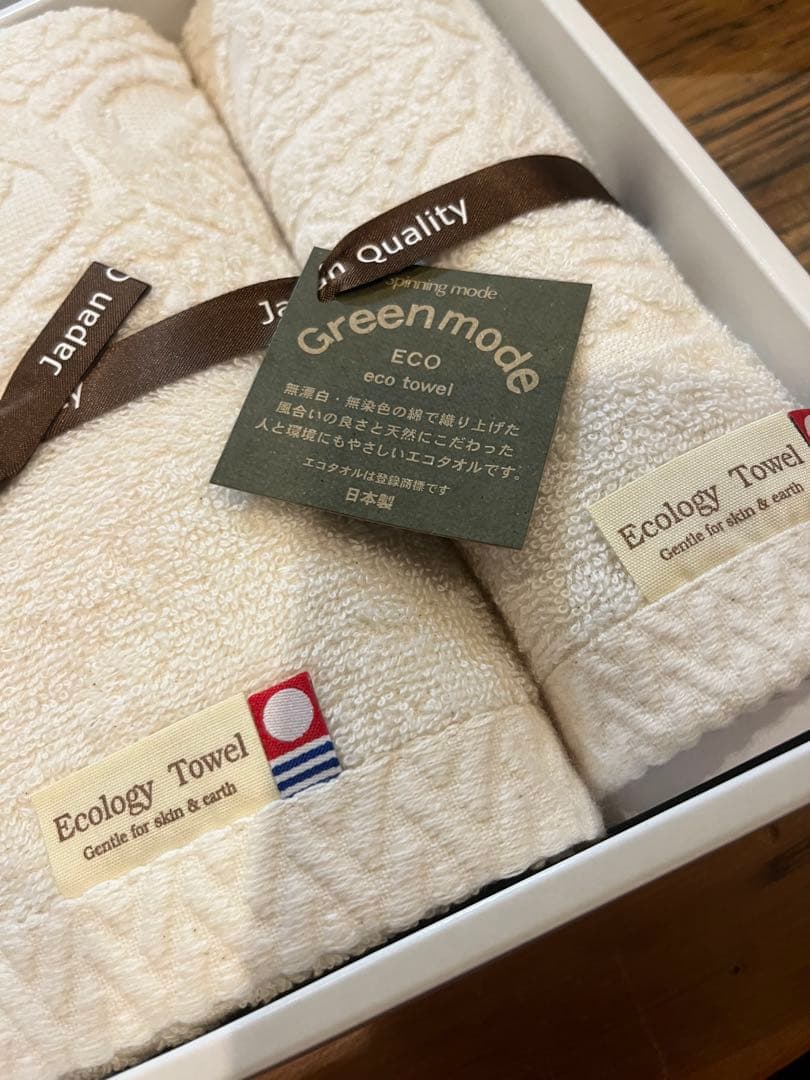 Japan Quality
Japan
spinning mode
Greenmode
ECO
eco towel
無漂白・無染色の綿で織り上げた
風合いの良さと天然にこだわった
人と環境にもやさしいエコタオルです。
エコタオルは登録商標です
日本製
Ecology Towel
Gentle for skin & earth
Ecology Towel
Gentle for skin & earth